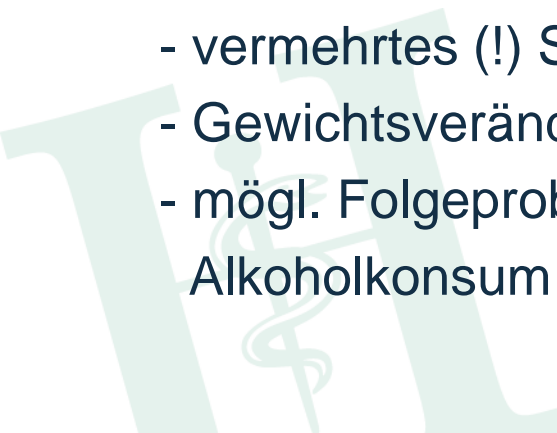 - vermehrtes (!)
- Gewichtsveränd
- mögl. Folgeprob
Alkoholkonsum